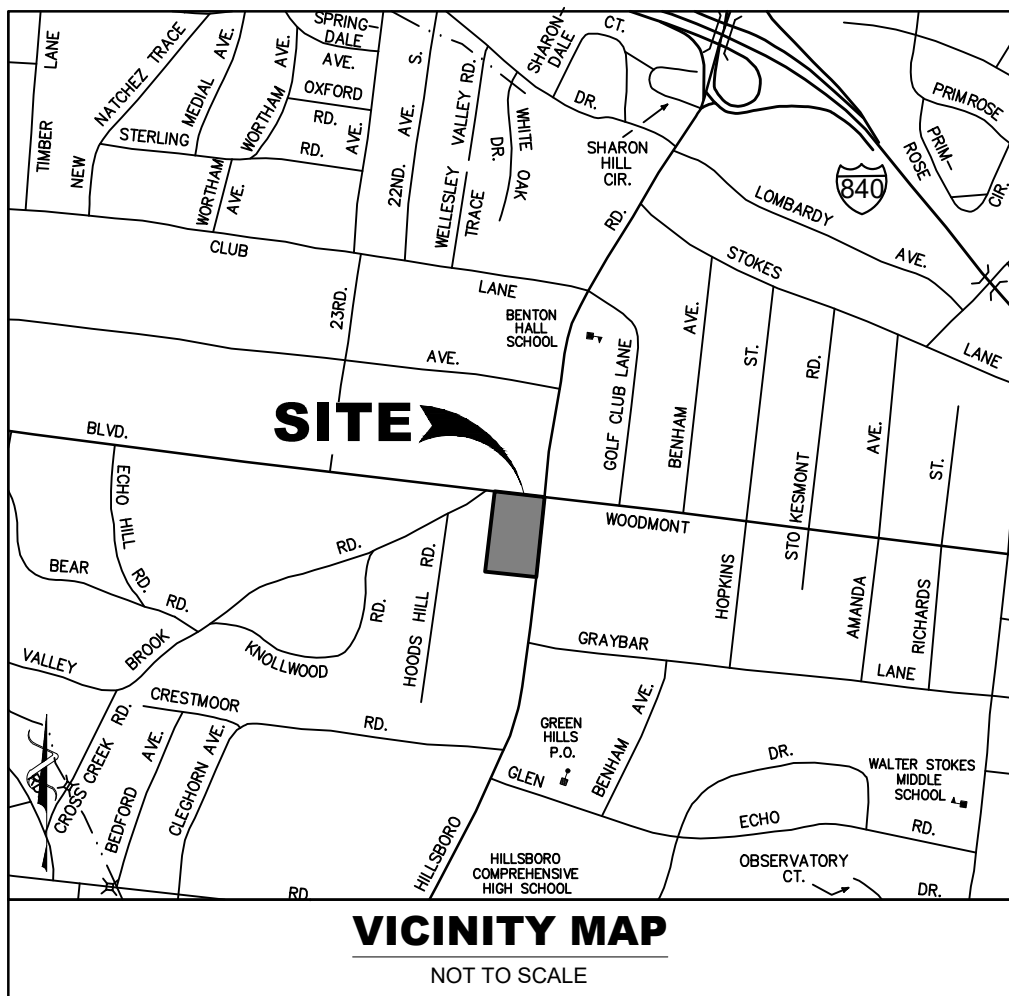 SPRING-
DALE
AVE.
OXFORD
RD.
RD.
AVE.
TIMBER
LANE
NEW
NATCHEZ TRACE
STERLING
MEDIAL
AVE.
WORTHAM
AVE.
WORTHAM
AVE.
22ND.
AVE.
S.
WELLESLEY
TRACE
VALLEY RD.
WHITE OAK
DR.
SHARON-
DALE
DR.
CT.
SHARON
HILL
CIR.
RD.
840
PRIMROSE
PRIM-
ROSE
CIR.
LOMBARDY
AVE.
STOKES
LANE
CLUB
LANE
23RD.
BENTON
HALL
SCHOOL
AVE.
GOLF CLUB LANE
BENHAM
AVE.
ST.
RD.
AVE.
ST.
SITE
BLVD.
WOODMONT
ECHO HILL
RD.
BEAR
RD.
BROOK
RD.
KNOLLWOOD
RD.
HOODS HILL
RD.
VALLEY
HOPKINS
STOKESMONT
AMANDA
RICHARDS
GRAYBAR
LANE
CRESTMOOR
RD.
CROSS CREEK
RD.
RD.
BEDFORD
AVE.
CLEGHORN
AVE.
RD.
HILLSBORO
GREEN
HILLS
P.O.
GLEN
BENHAM
AVE.
DR.
ECHO
RD.
WALTER STOKES
MIDDLE
SCHOOL
HILLSBORO
COMPREHENSIVE
HIGH SCHOOL
OBSERVATORY
CT.
DR.
VICINITY MAP
NOT TO SCALE